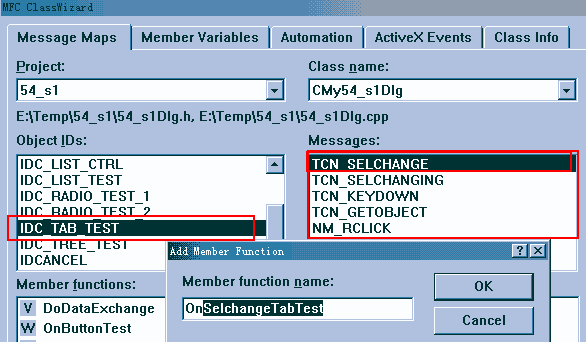 MFC ClassWizard
Message Maps Member Variables Automation ActiveX Events Class Info
Project: Class name:
54_s1 CMy54_s1Dlg
E:\Temp\54_s1\54_s1Dlg.h, E:\Temp\54_s1\54_s1Dlg.cpp
Object IDs: Messages:
IDC_LIST_CTRL TCN_SELCHANGE
IDC_LIST_TEST TCN_SELCHANGING
IDC_RADIO_TEST_1 TCN_KEYDOWN
IDC_RADIO_TEST_2 TCN_GETOBJECT
IDC_TAB_TEST NM_RCLICK
IDC_TREE_TEST
IDCANCEL
Add Member Function
Member functions:
V DoDataExchange
W OnButtonTest
Member function name:
OnSelchangeTabTest
OK
Cancel